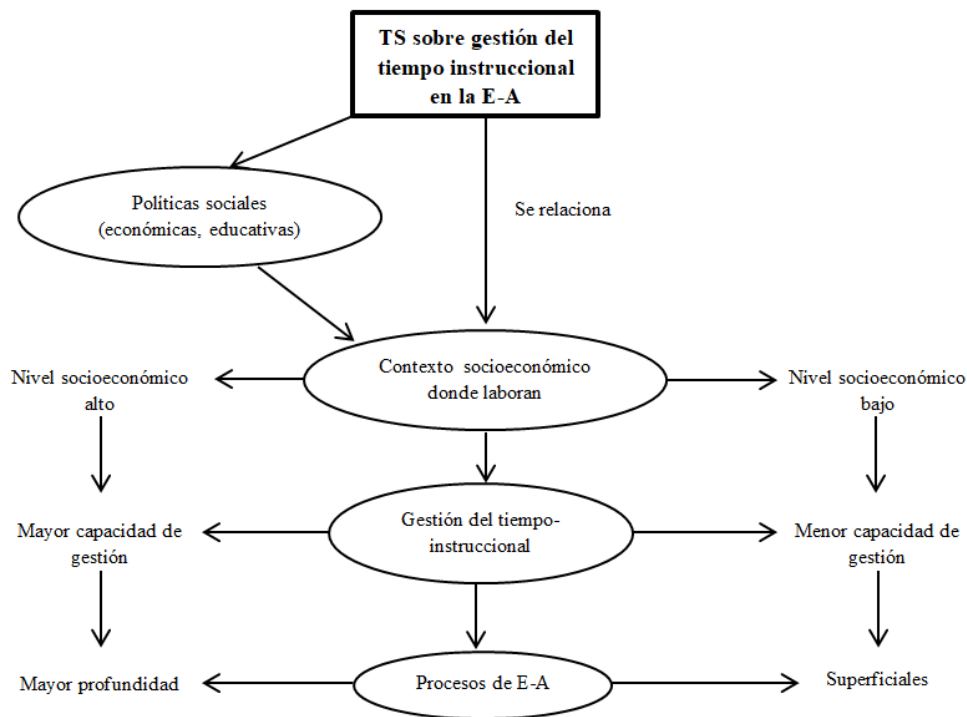 TS sobre gestión del
tiempo instruccional
en la E-A
Políticas sociales
(económicas, educativas)
Se relaciona
Contexto socioeconómico
donde laboran
Nivel socioeconómico
alto
Nivel socioeconómico
bajo
Gestión del tiempo-
instruccional
Mayor capacidad de
gestión
Menor capacidad de
gestión
Mayor profundidad
Procesos de E-A
Superficiales